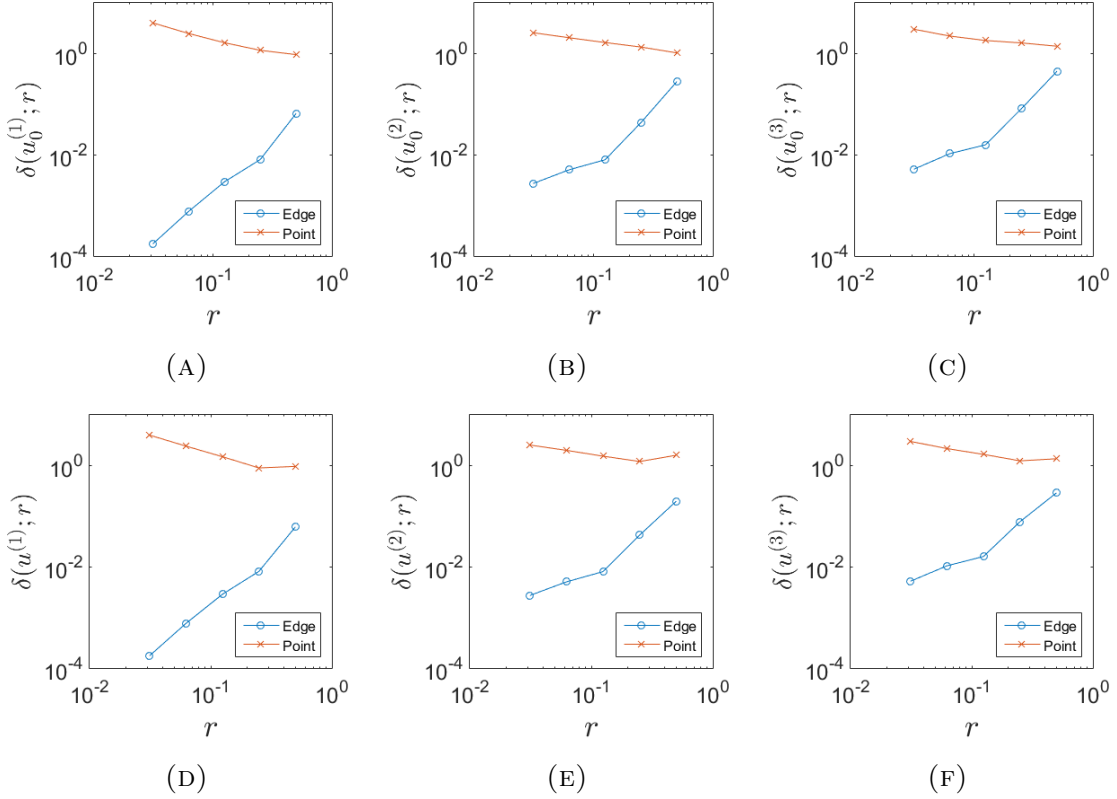 10^0
10^{-2}
10^{-4}
δ(u_0^{(1)}; r)
Edge
Point
10^{-2} 10^{-1} 10^0
r
(A)
10^0
10^{-2}
10^{-4}
δ(u_0^{(2)}; r)
Edge
Point
10^{-2} 10^{-1} 10^0
r
(B)
10^0
10^{-2}
10^{-4}
δ(u_0^{(3)}; r)
Edge
Point
10^{-2} 10^{-1} 10^0
r
(C)
10^0
10^{-2}
10^{-4}
δ(u^{(1)}; r)
Edge
Point
10^{-2} 10^{-1} 10^0
r
(D)
10^0
10^{-2}
10^{-4}
δ(u^{(2)}; r)
Edge
Point
10^{-2} 10^{-1} 10^0
r
(E)
10^0
10^{-2}
10^{-4}
δ(u^{(3)}; r)
Edge
Point
10^{-2} 10^{-1} 10^0
r
(F)